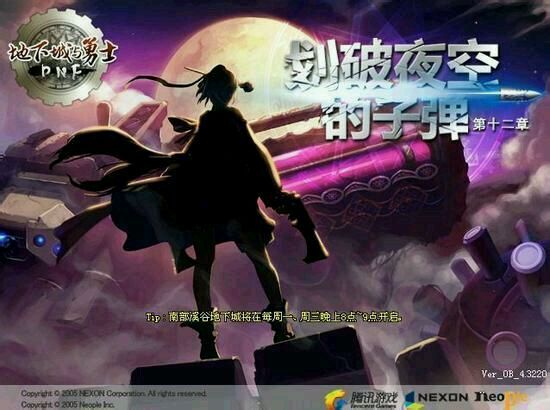 地下城与勇士
DNF
划破夜空
的子弹 第十二章
Tip：南部溪谷地下城将在每周一、周三晚上8点~9点开启。
Ver_OB_4.3220
Copyright © 2005 NEXON Corporation. All rights reserved.
Copyright © 2005 Neople Inc.
腾讯游戏
Tencent Games
NEXON
neople